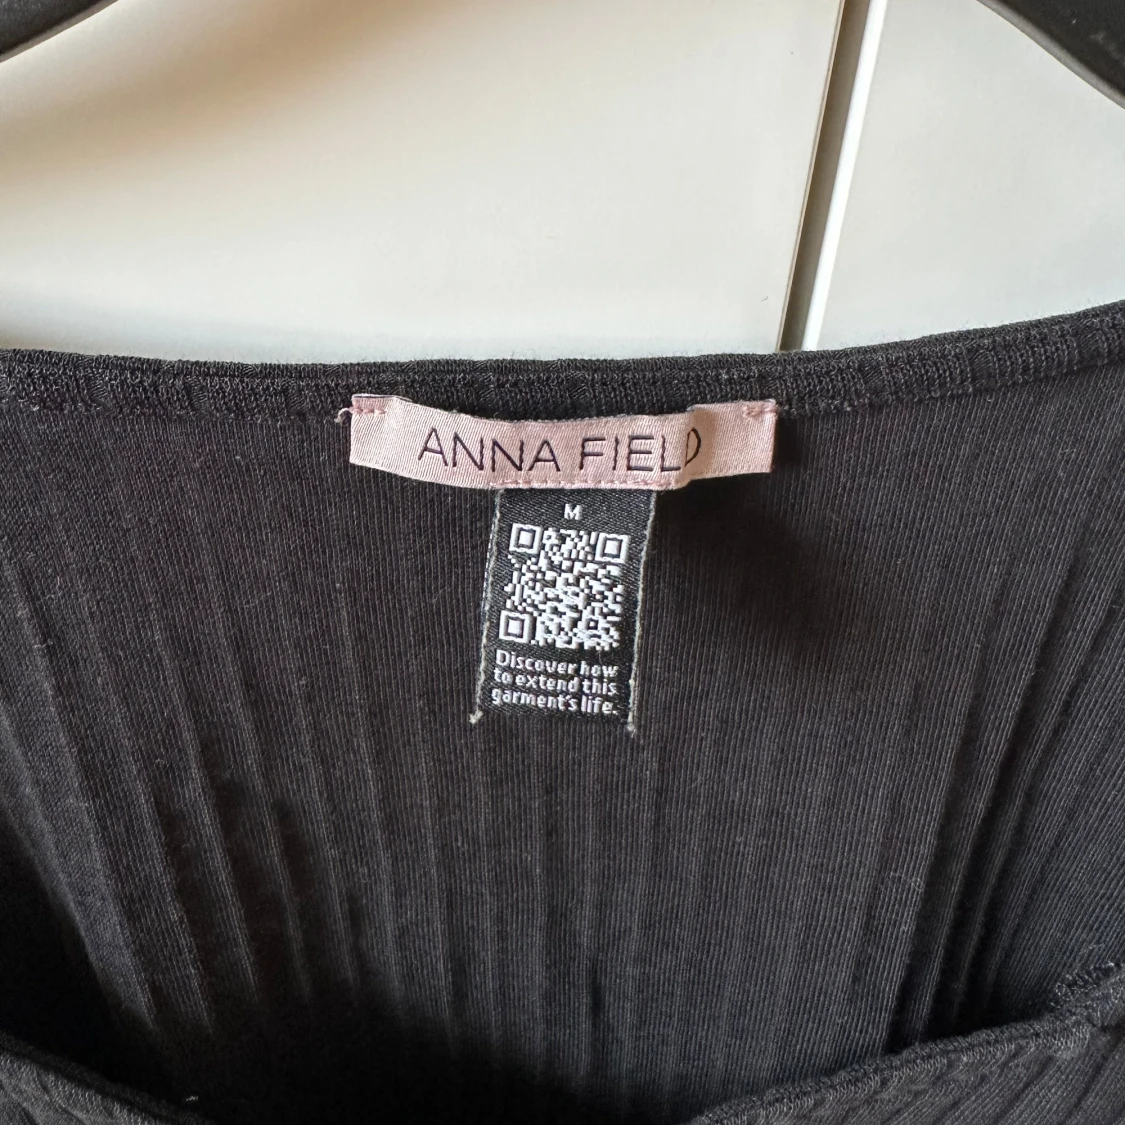 ANNA FIELD
M
Discover how
to extend this
garment's life.